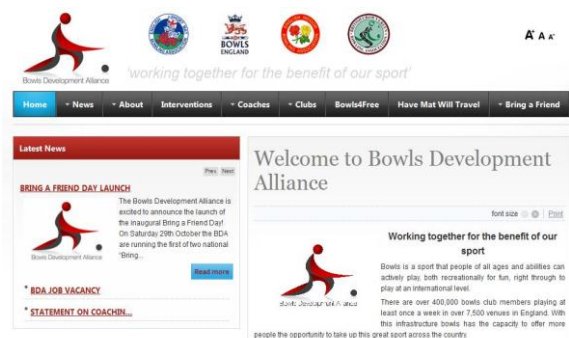 BOWLS
ENGLAND
Bowls Development Alliance
'working together for the benefit of our sport'
A+ A A-
Home News About Interventions Coaches Clubs Bowls4Free Have Mat Will Travel Bring a Friend
Latest News
Prev Next
BRING A FRIEND DAY LAUNCH
The Bowls Development Alliance is
excited to announce the launch of
the inaugural Bring a Friend Day!
On Saturday 29th October the BDA
are running the first of two national
"Bring...
Bowls Development Alliance
Read more
BDA JOB VACANCY
STATEMENT ON COACHIN...
Welcome to Bowls Development
Alliance
font size Print
Working together for the benefit of our
sport
Bowls is a sport that people of all ages and abilities can
actively play, both recreationally for fun, right through to
play at an international level.
There are over 400,000 bowls club members playing at
least once a week in over 7,500 venues in England. With
this infrastructure bowls has the capacity to offer more
people the opportunity to take up this great sport across the country.
Bowls Development Alliance